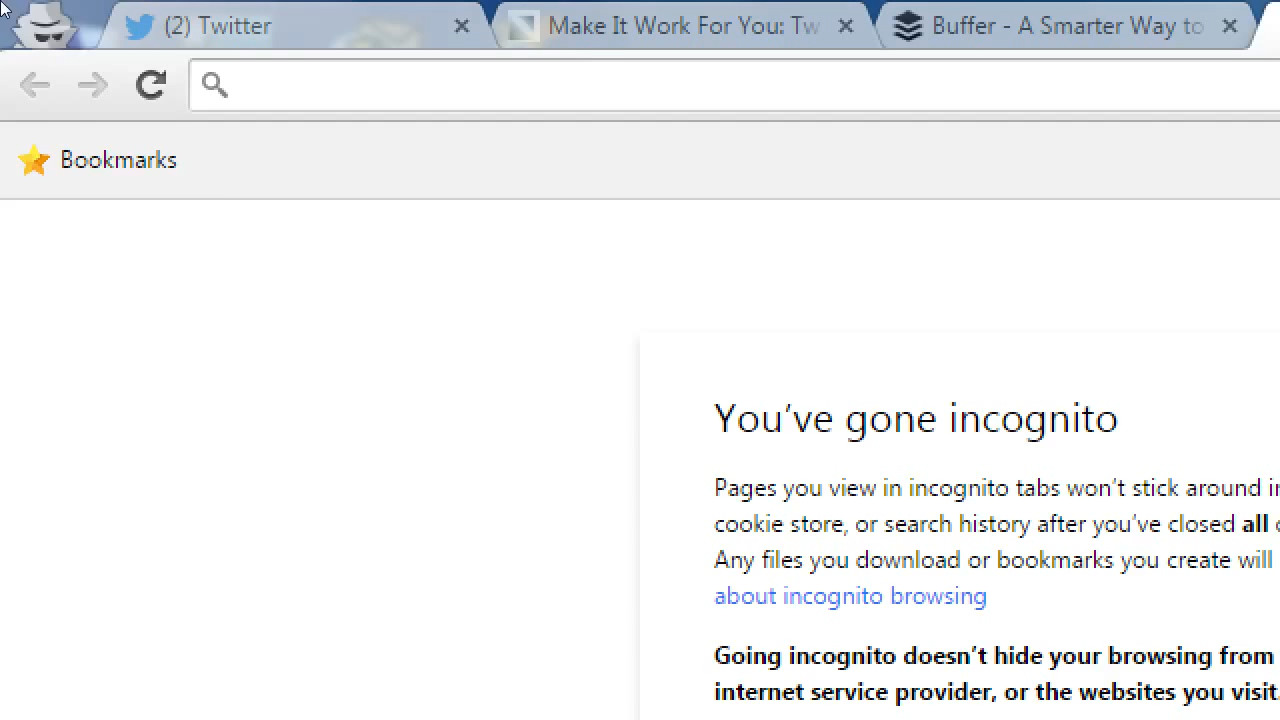 (2) Twitter
Make It Work For You: Tw
Buffer - A Smarter Way to
Bookmarks
You've gone incognito
Pages you view in incognito tabs won't stick around in
cookie store, or search history after you've closed all
Any files you download or bookmarks you create will
about incognito browsing
Going incognito doesn't hide your browsing from
internet service provider, or the websites you visit.